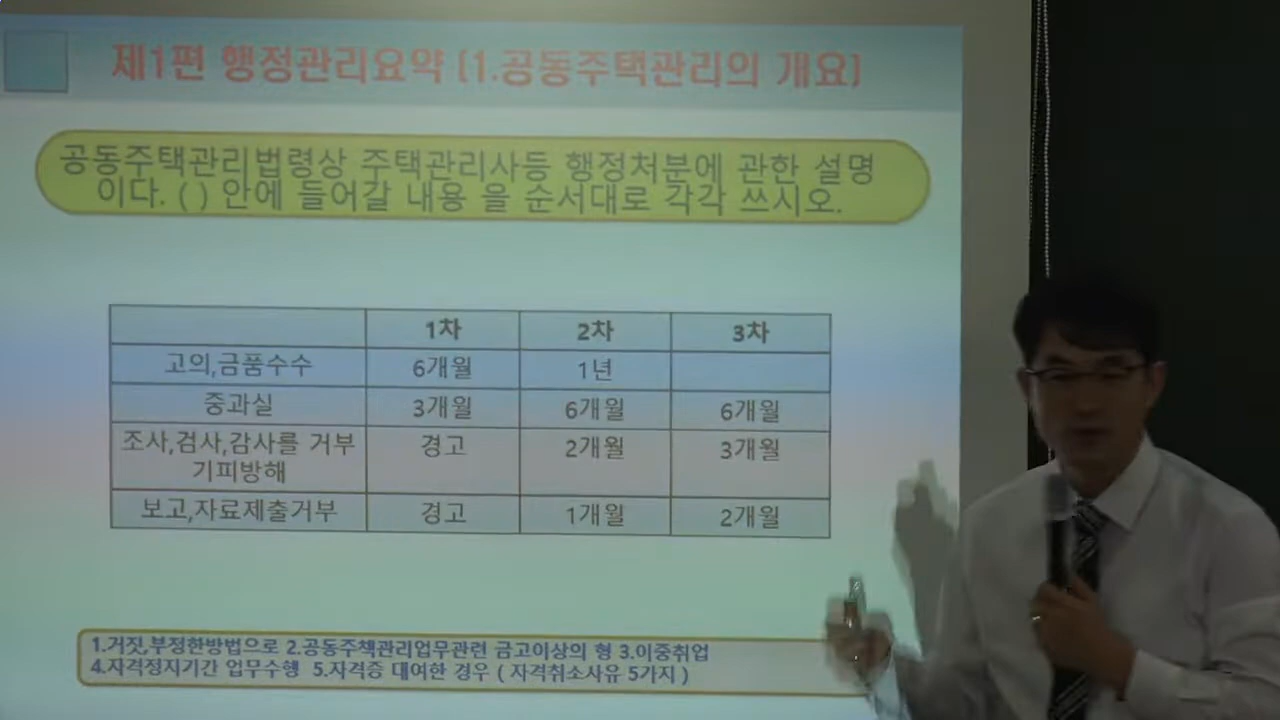 제1편 행정관리요약 [1.공동주택관리의 개요]
공동주택관리법령상 주택관리사등 행정처분에 관한 설명
이다. ( ) 안에 들어갈 내용 을 순서대로 각각 쓰시오.
1차 2차 3차
고의,금품수수 6개월 1년
중과실 3개월 6개월 6개월
조사,검사,감사를 거부 경고 2개월 3개월
기피방해
보고,자료제출거부 경고 1개월 2개월
1.거짓,부정한방법으로 2.공동주책관리업무관련 금고이상의 형 3.이중취업
4.자격정지기간 업무수행 5.자격증 대여한 경우 ( 자격취소사유 5가지 )